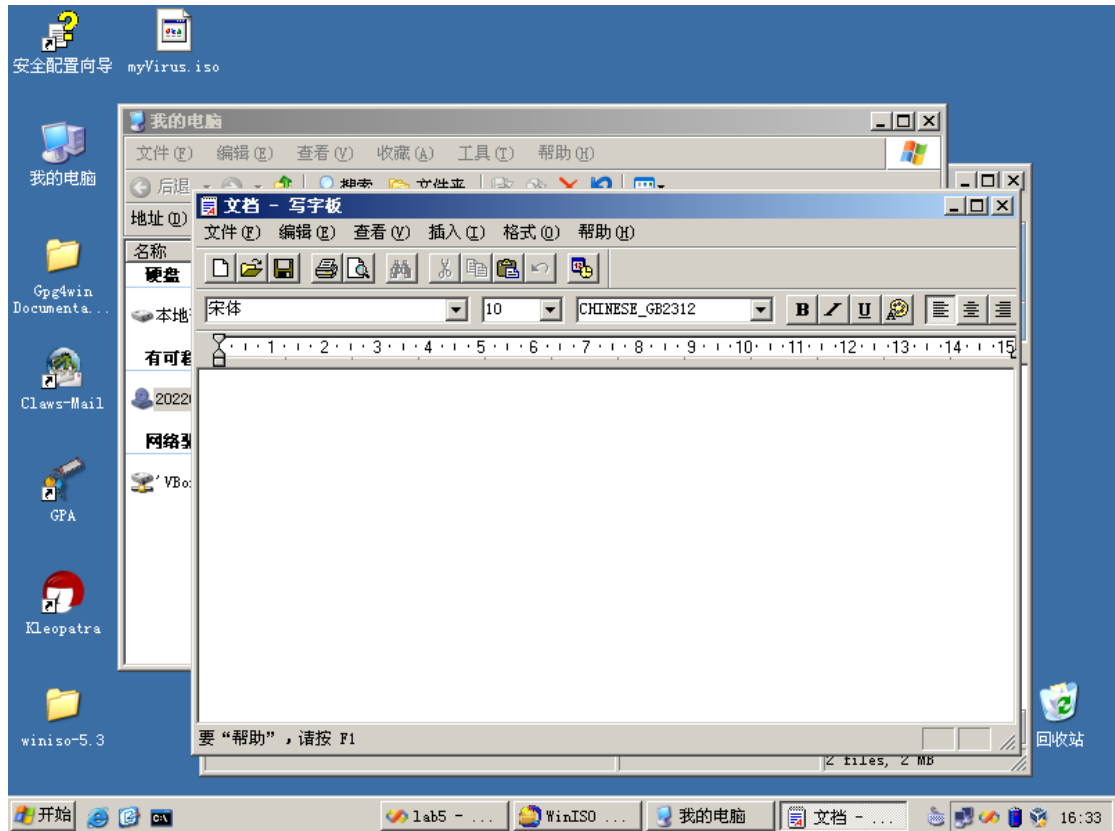 安全配置向导
myVirus.iso
我的电脑
Gpg4win
Documenta...
Claws-Mail
GPA
Kleopatra
winiso-5.3
回收站
我的电脑
文件(F) 编辑(E) 查看(V) 收藏(A) 工具(T) 帮助(H)
后退 搜索 文件夹
地址(D)
名称
硬盘
本地
有可
2022
网络
VBo
文档 - 写字板
文件(F) 编辑(E) 查看(V) 插入(I) 格式(O) 帮助(H)
宋体 10 CHINESE_GB2312 B U
1 2 3 4 5 6 7 8 9 10 11 12 13 14 15
要“帮助”，请按 F1
2 files, 2 MB
开始 lab5 - ... WinISO ... 我的电脑 文档 - ... 16:33